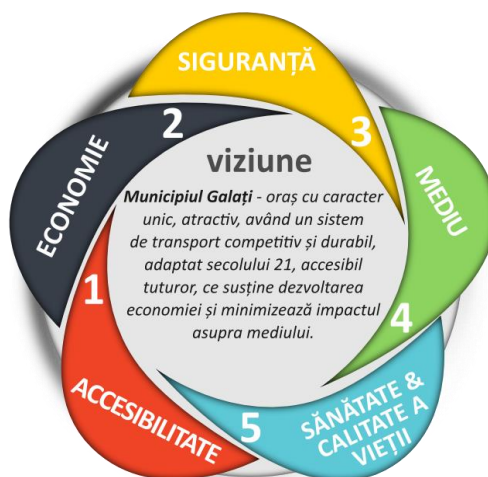 SIGURANȚĂ
2
3
ECONOMIE
MEDIU
viziune
Municipiul Galați - oraș cu caracter
unic, atractiv, având un sistem
de transport competitiv și durabil,
adaptat secolului 21, accesibil
tuturor, ce susține dezvoltarea
economiei și minimizează impactul
asupra mediului.
1
4
ACCESIBILITATE
5
SĂNĂTATE &
CALITATE A
VIEȚII